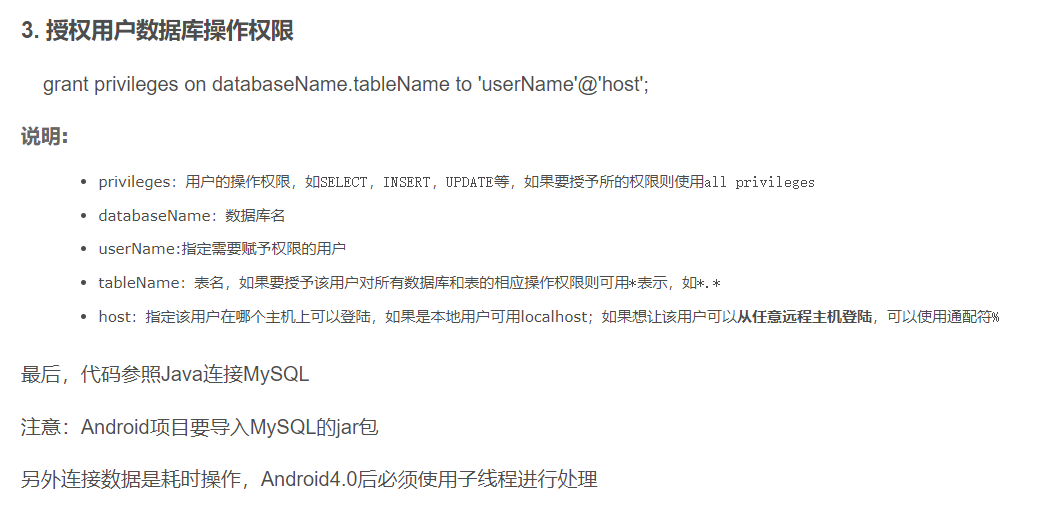 3. 授权用户数据库操作权限
grant privileges on databaseName.tableName to 'userName'@'host';
说明:
• privileges：用户的操作权限，如SELECT，INSERT，UPDATE等，如果要授予所的权限则使用all privileges
• databaseName：数据库名
• userName:指定需要赋予权限的用户
• tableName：表名，如果要授予该用户对所有数据库和表的相应操作权限则可用*表示，如*.*
• host：指定该用户在哪个主机上可以登陆，如果是本地用户可用localhost；如果想让该用户可以从任意远程主机登陆，可以使用通配符%
最后，代码参照Java连接MySQL
注意：Android项目要导入MySQL的jar包
另外连接数据是耗时操作，Android4.0后必须使用子线程进行处理